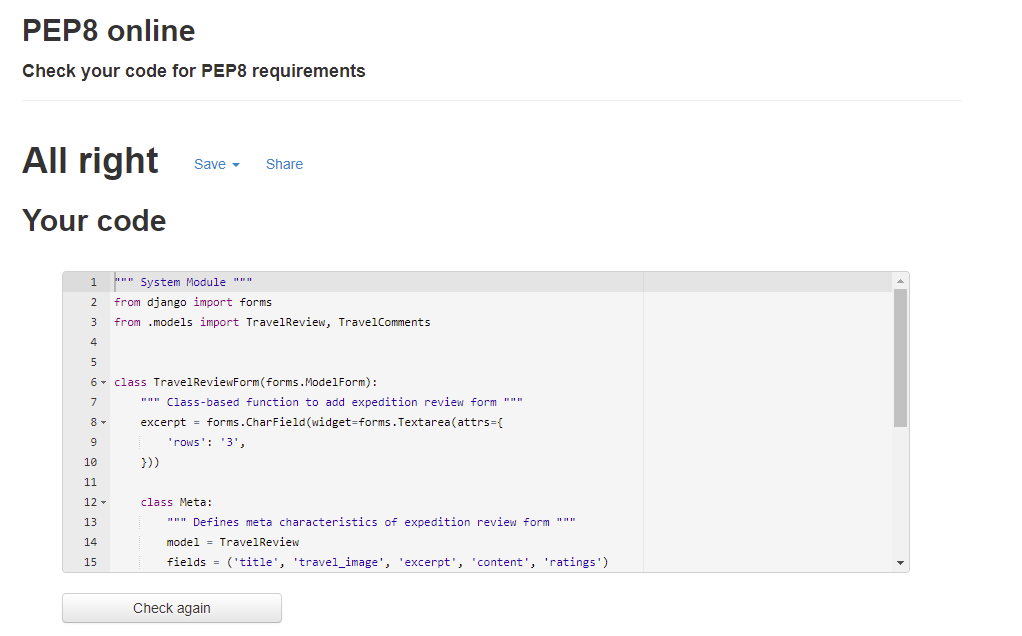 PEP8 online
Check your code for PEP8 requirements
All right Save Share
Your code
1 """ System Module """
2 from django import forms
3 from .models import TravelReview, TravelComments
4
5
6 class TravelReviewForm(forms.ModelForm):
7     """ Class-based function to add expedition review form """
8     excerpt = forms.CharField(widget=forms.Textarea(attrs={
9         'rows': '3',
10     }))
11
12     class Meta:
13         """ Defines meta characteristics of expedition review form """
14         model = TravelReview
15         fields = ('title', 'travel_image', 'excerpt', 'content', 'ratings')
Check again